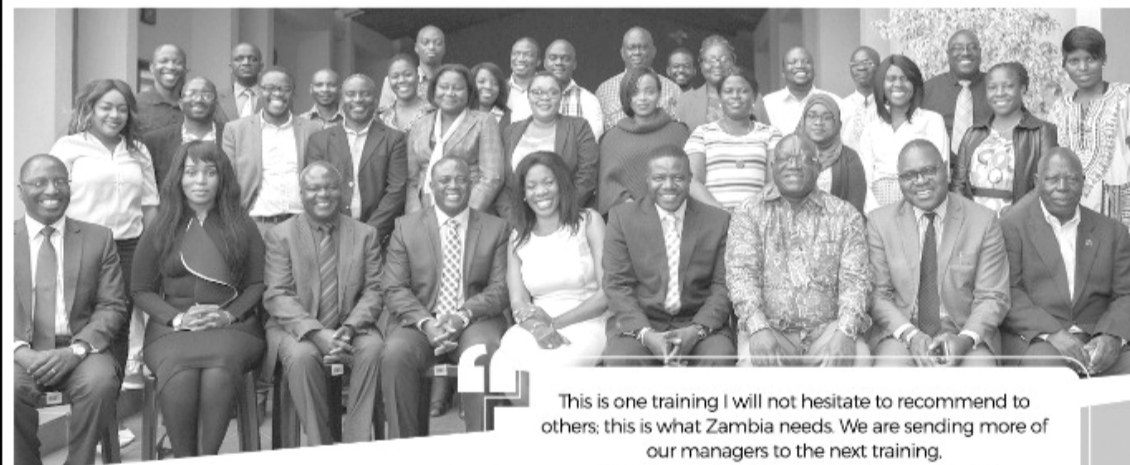 This is one training I will not hesitate to recommend to
others; this is what Zambia needs. We are sending more of
our managers to the next training,